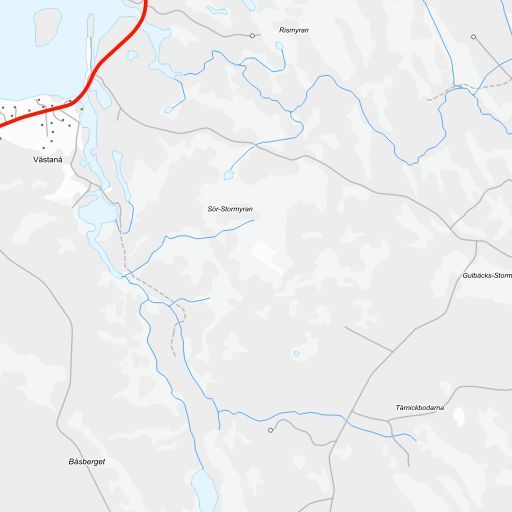 Rismyran
Västanå
Sör-Stormyran
Gulbäcks-Storm
Tärnickbodarna
Båsberget